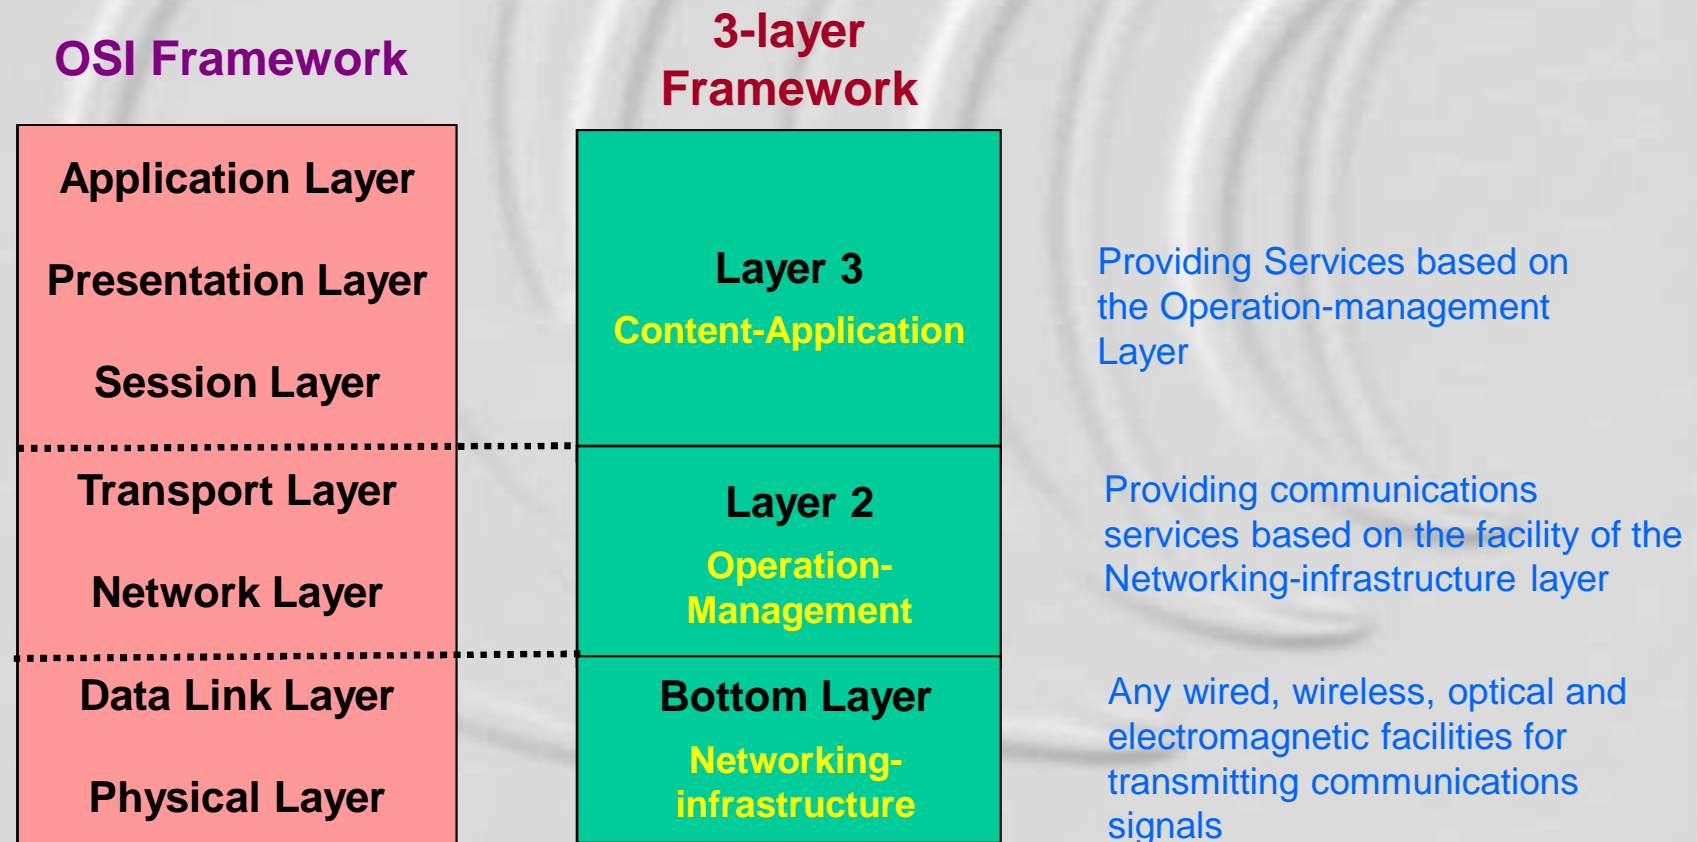 OSI Framework
3-layer
Framework
Application Layer
Presentation Layer
Session Layer
Transport Layer
Network Layer
Data Link Layer
Physical Layer
Layer 3
Content-Application
Layer 2
Operation-
Management
Bottom Layer
Networking-
infrastructure
Providing Services based on
the Operation-management
Layer
Providing communications
services based on the facility of the
Networking-infrastructure layer
Any wired, wireless, optical and
electromagnetic facilities for
transmitting communications
signals